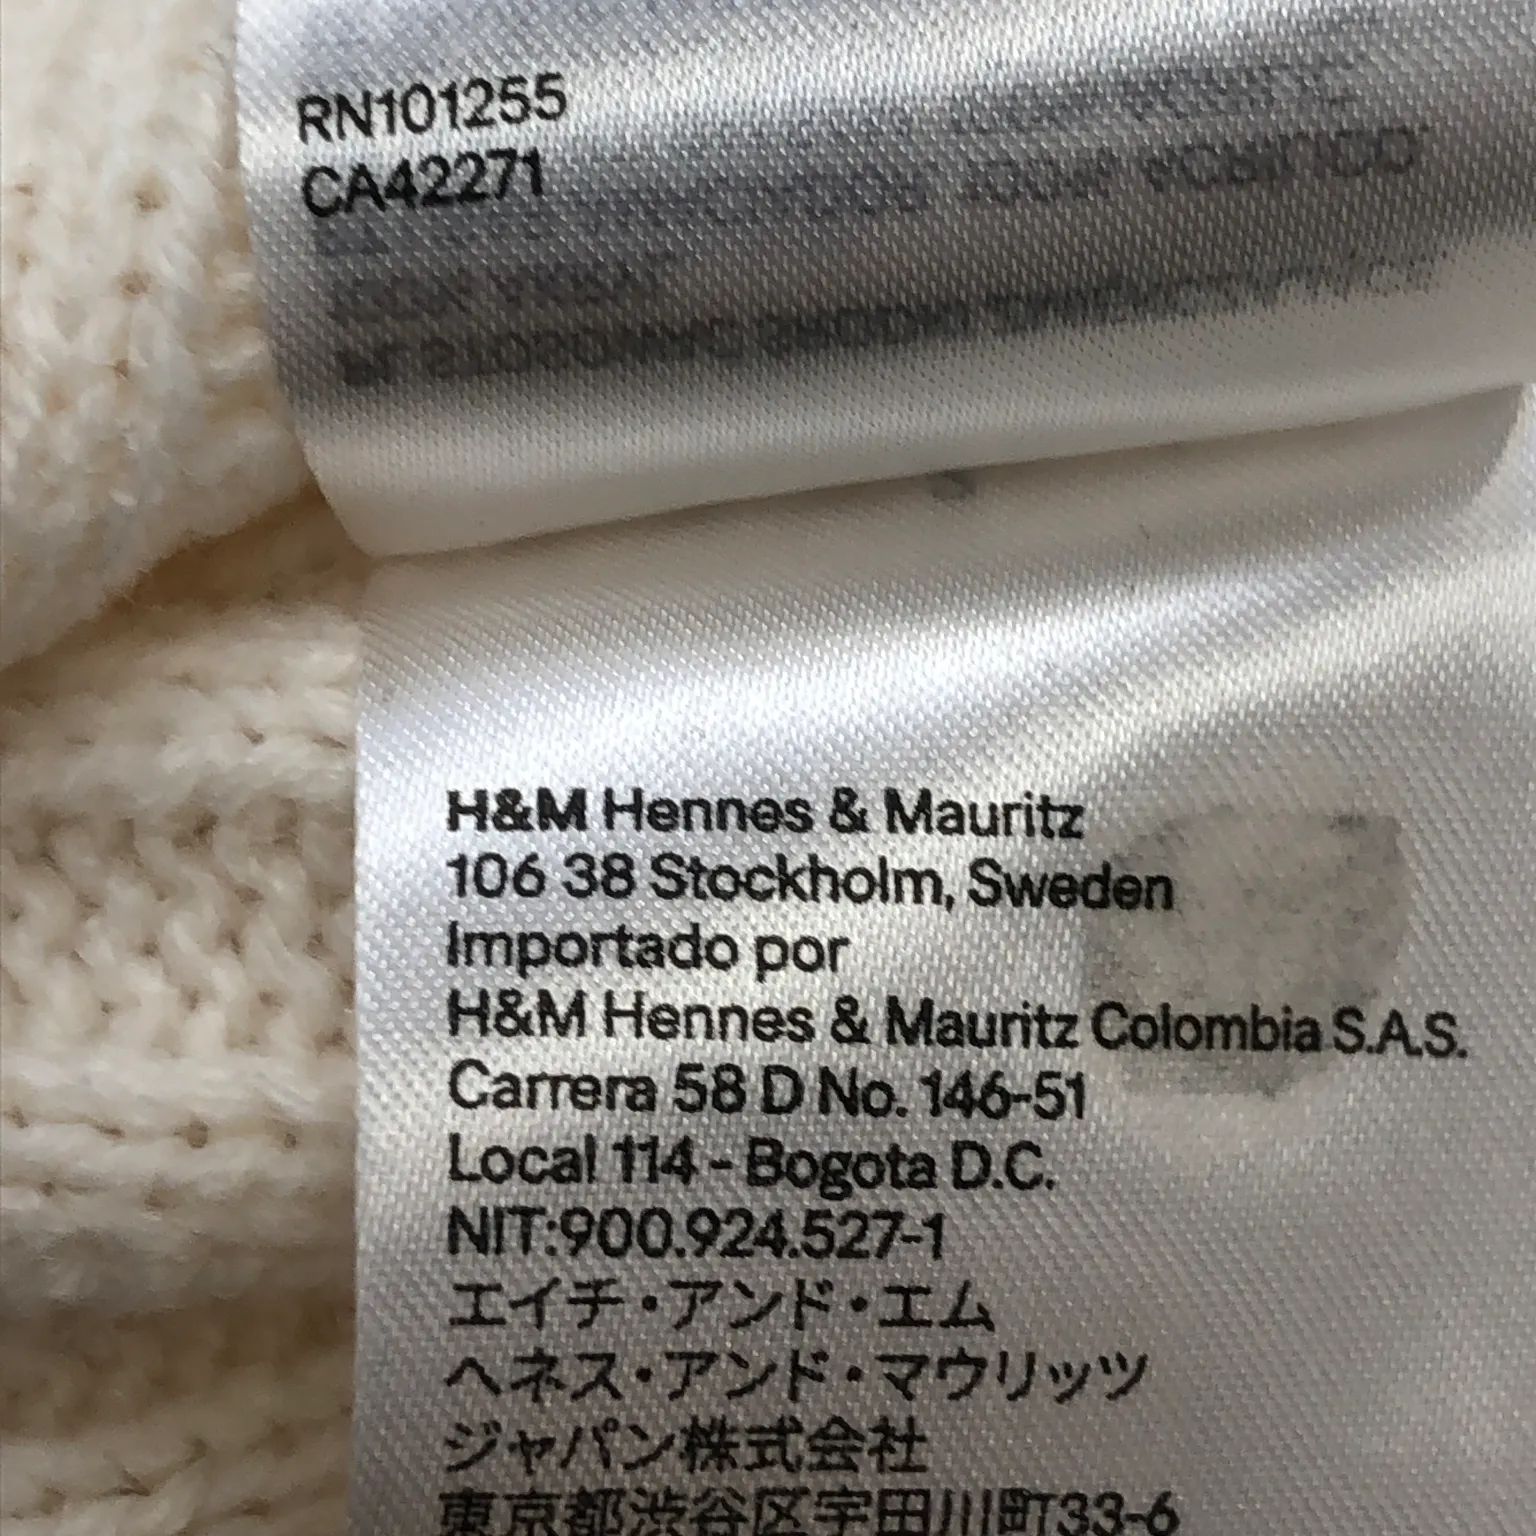 RN101255
CA42271
H&M Hennes & Mauritz
106 38 Stockholm, Sweden
Importado por
H&M Hennes & Mauritz Colombia S.A.S.
Carrera 58 D No. 146-51
Local 114 - Bogota D.C.
NIT:900.924.527-1
エイチ・アンド・エム
ヘネス・アンド・マウリッツ
ジャパン株式会社
東京都渋谷区宇田川町33-6